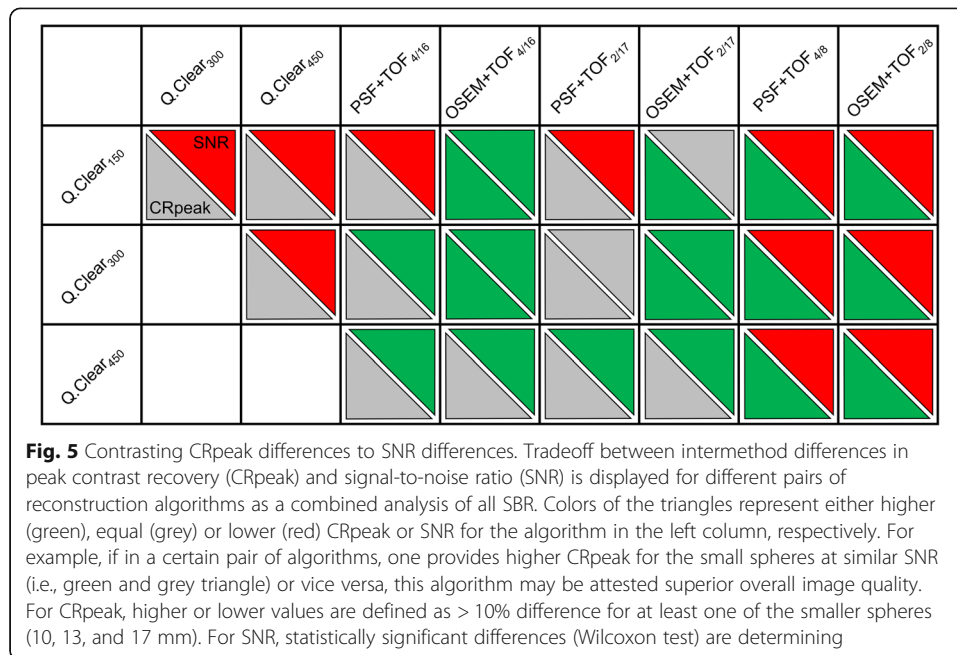 Q.Clear300
Q.Clear450
PSF+TOF4/16
OSEM+TOF4/16
PSF+TOF2/17
OSEM+TOF2/17
PSF+TOF4/8
OSEM+TOF2/8
Q.Clear150
SNR
CRpeak
Q.Clear300
Q.Clear450
Fig. 5 Contrasting CRpeak differences to SNR differences. Tradeoff between intermethod differences in
peak contrast recovery (CRpeak) and signal-to-noise ratio (SNR) is displayed for different pairs of
reconstruction algorithms as a combined analysis of all SBR. Colors of the triangles represent either higher
(green), equal (grey) or lower (red) CRpeak or SNR for the algorithm in the left column, respectively. For
example, if in a certain pair of algorithms, one provides higher CRpeak for the small spheres at similar SNR
(i.e., green and grey triangle) or vice versa, this algorithm may be attested superior overall image quality.
For CRpeak, higher or lower values are defined as > 10% difference for at least one of the smaller spheres
(10, 13, and 17 mm). For SNR, statistically significant differences (Wilcoxon test) are determining